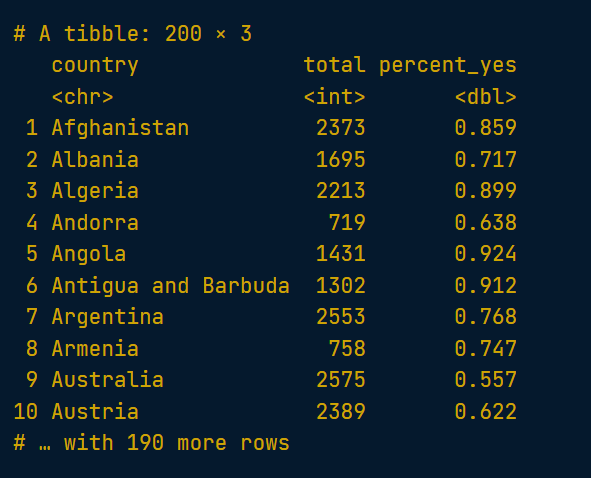 # A tibble: 200 × 3
   country             total percent_yes
   <chr>               <int>       <dbl>
 1 Afghanistan          2373       0.859
 2 Albania              1695       0.717
 3 Algeria              2213       0.899
 4 Andorra               719       0.638
 5 Angola               1431       0.924
 6 Antigua and Barbuda  1302       0.912
 7 Argentina            2553       0.768
 8 Armenia               758       0.747
 9 Australia            2575       0.557
10 Austria              2389       0.622
# … with 190 more rows